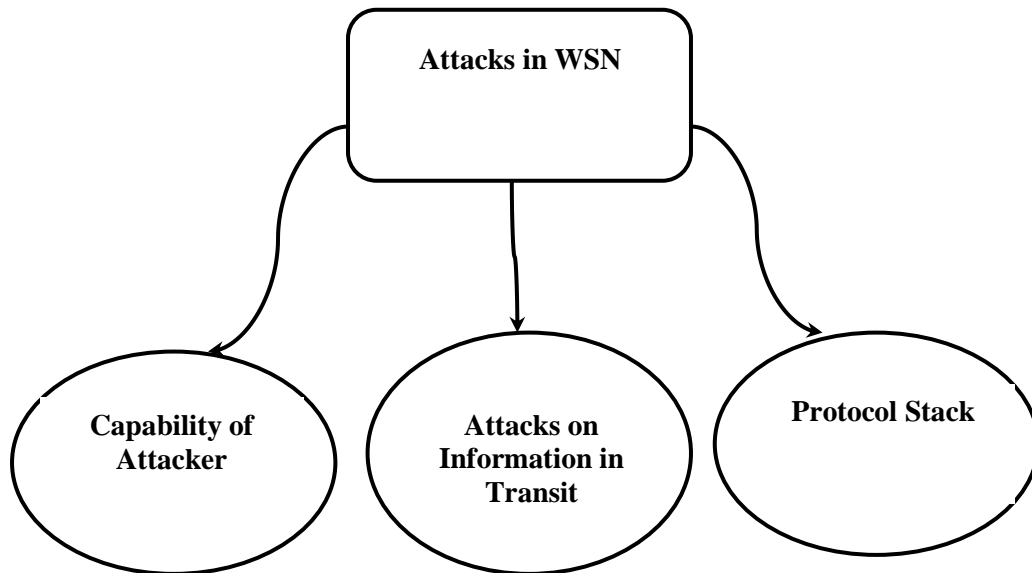 Attacks in WSN
Capability of
Attacker
Attacks on
Information in
Transit
Protocol Stack